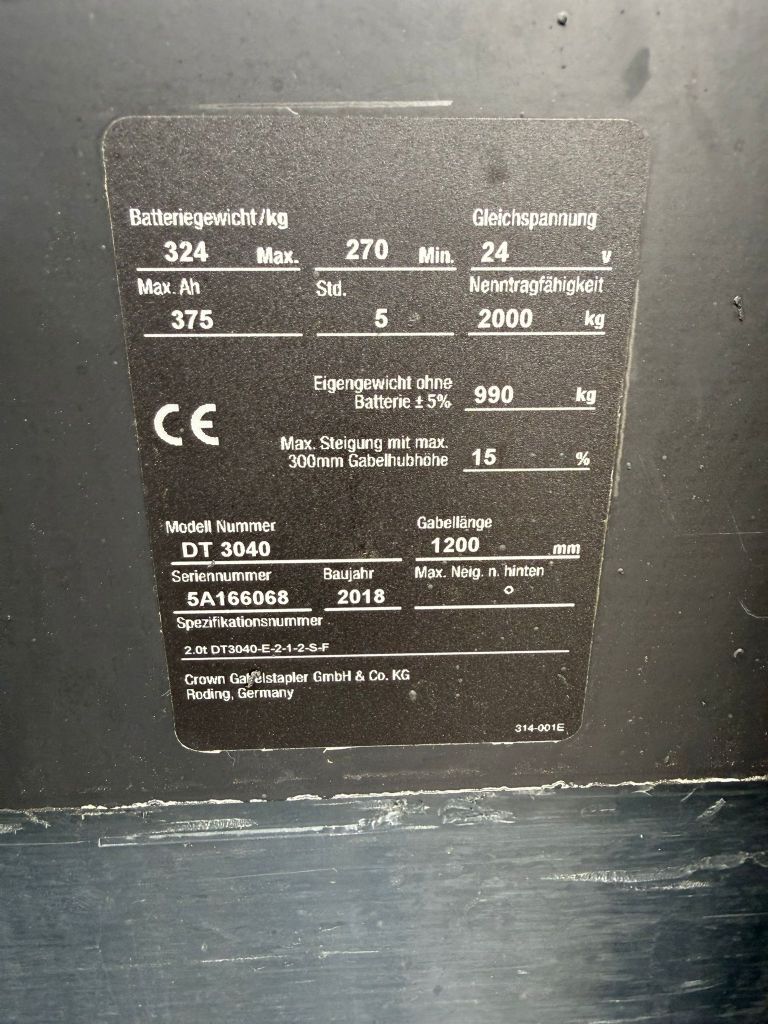 Batteriegewicht/kg Gleichspannung
324 Max. 270 Min. 24 v
Max. Ah Std. Nenntragfähigkeit
375 5 2000 kg
Eigengewicht ohne
Batterie ± 5% 990 kg
CE
Max. Steigung mit max.
300mm Gabelhubhöhe 15 %
Modell Nummer Gabellänge
DT 3040 1200 mm
Seriennummer Baujahr Max. Neig. n. hinten
5A166068 2018 °
Spezifikationsnummer
2.0t DT3040-E-2-1-2-S-F
Crown Gabelstapler GmbH & Co. KG
Roding, Germany
314-001E